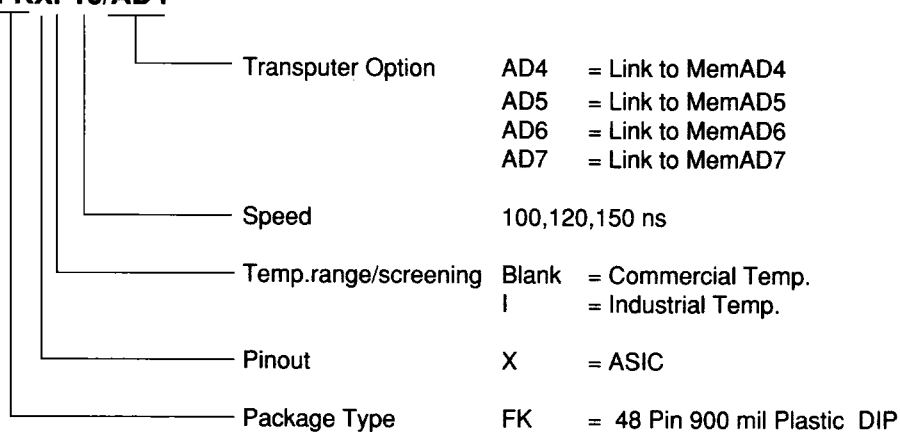 Transputer Option AD4 = Link to MemAD4
AD5 = Link to MemAD5
AD6 = Link to MemAD6
AD7 = Link to MemAD7
Speed 100,120,150 ns
Temp.range/screening Blank = Commercial Temp.
I = Industrial Temp.
Pinout X = ASIC
Package Type FK = 48 Pin 900 mil Plastic DIP